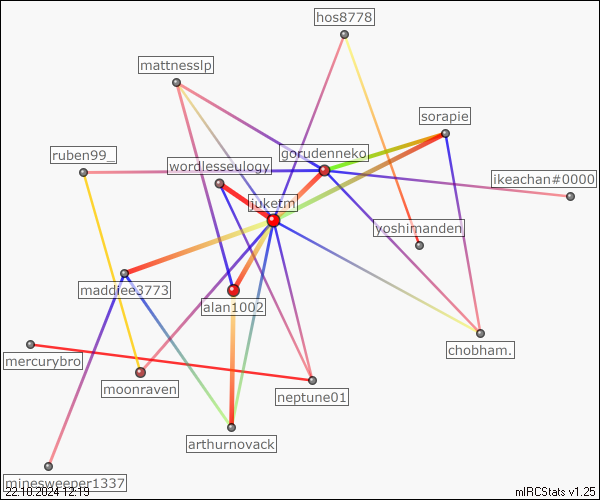 hos8778
mattnesslp
sorapie
gorudenneko
ruben99_
wordlesseulogy
ikeachan#0000
juketm
yoshimanden
maddiee3773
alan1002
chobham.
mercurybro
moonraven
neptune01
arthurnovack
minesweeper1337
22.10.2024 12:19
mIRCStats v1.25